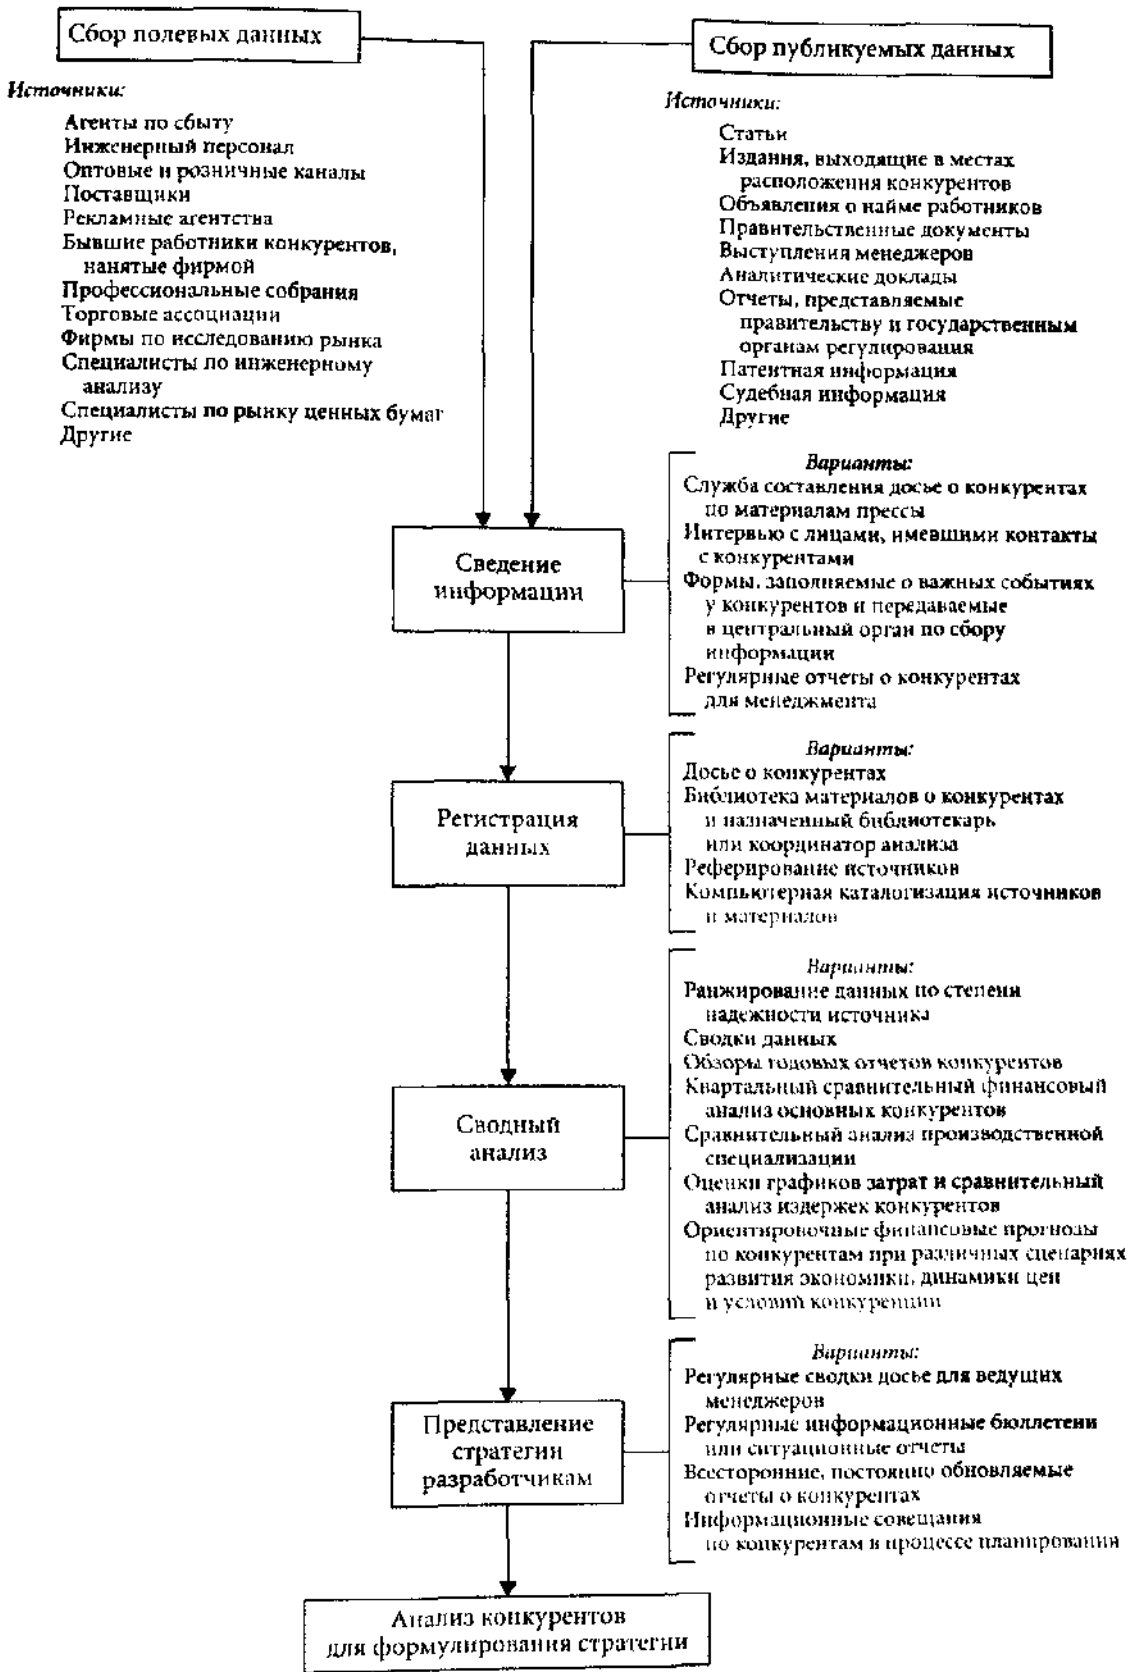 Сбор полевых данных
Источники:
Агенты по сбыту
Инженерный персонал
Оптовые и розничные каналы
Поставщики
Рекламные агентства
Бывшие работники конкурентов,
нанятые фирмой
Профессиональные собрания
Торговые ассоциации
Фирмы по исследованию рынка
Специалисты по инженерному
анализу
Специалисты по рынку ценных бумаг
Другие
Сбор публикуемых данных
Источники:
Статьи
Издания, выходящие в местах
расположения конкурентов
Объявления о найме работников
Правительственные документы
Выступления менеджеров
Аналитические доклады
Отчеты, представляемые
правительству и государственным
органам регулирования
Патентная информация
Судебная информация
Другие
Сведение
информации
Варианты:
Служба составления досье о конкурентах
по материалам прессы
Интервью с лицами, имевшими контакты
с конкурентами
Формы, заполняемые о важных событиях
у конкурентов и передаваемые
в центральный орган по сбору
информации
Регулярные отчеты о конкурентах
для менеджмента
Регистрация
данных
Варианты:
Досье о конкурентах
Библиотека материалов о конкурентах
и назначенный библиотекарь
или координатор анализа
Реферирование источников
Компьютерная каталогизация источников
и материалов
Сводный
анализ
Варианты:
Ранжирование данных по степени
надежности источника
Сводки данных
Обзоры годовых отчетов конкурентов
Квартальный сравнительный финансовый
анализ основных конкурентов
Сравнительный анализ производственной
специализации
Оценки графиков затрат и сравнительный
анализ издержек конкурентов
Ориентировочные финансовые прогнозы
по конкурентам при различных сценариях
развития экономики, динамики цен
и условий конкуренции
Представление
стратегии
разработчикам
Варианты:
Регулярные сводки досье для ведущих
менеджеров
Регулярные информационные бюллетени
или ситуационные отчеты
Всесторонние, постоянно обновляемые
отчеты о конкурентах
Информационные совещания
по конкурентам в процессе планирования
Анализ конкурентов
для формулирования стратегии